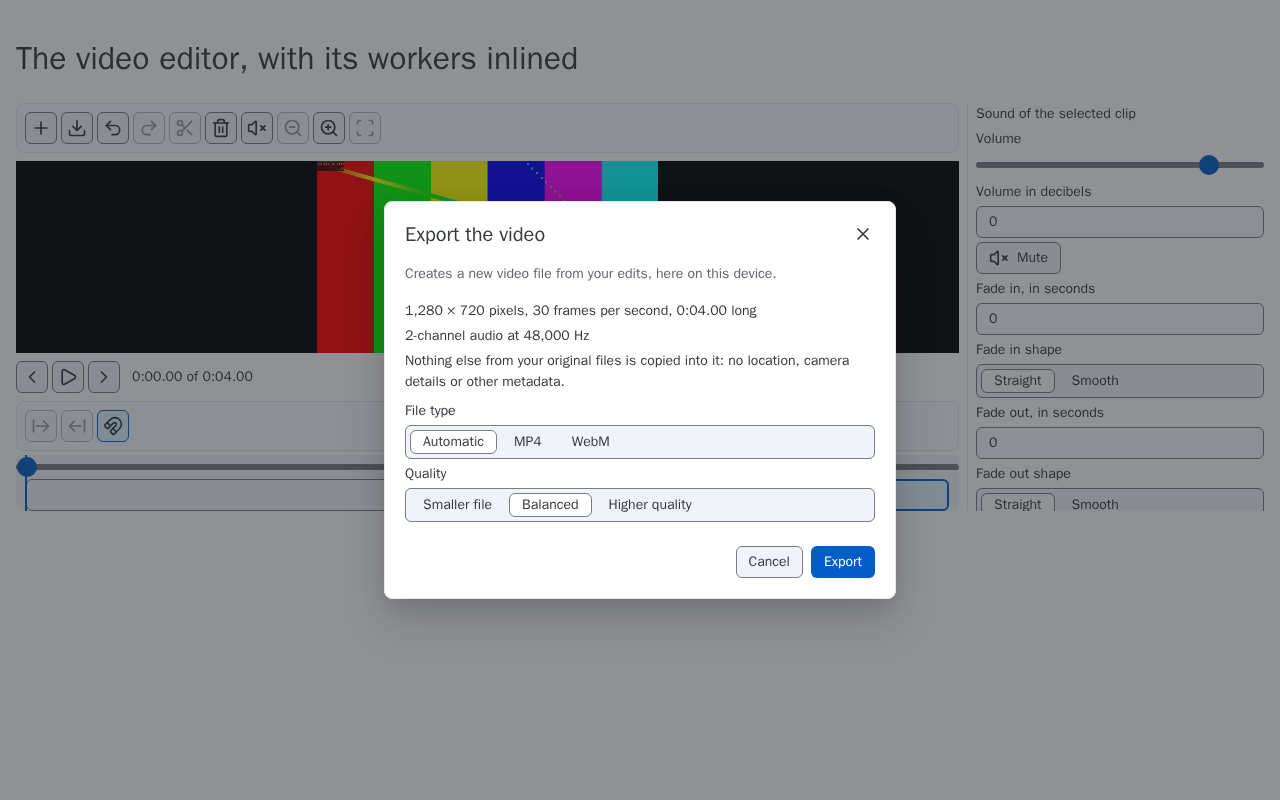 The video editor, with its workers inlined
Sound of the selected clip
Volume
Volume in decibels
0
Mute
Fade in, in seconds
0
Fade in shape
Straight Smooth
Fade out, in seconds
0
Fade out shape
Straight Smooth
0:00.00 of 0:04.00
Export the video
Creates a new video file from your edits, here on this device.
1,280 × 720 pixels, 30 frames per second, 0:04.00 long
2-channel audio at 48,000 Hz
Nothing else from your original files is copied into it: no location, camera
details or other metadata.
File type
Automatic MP4 WebM
Quality
Smaller file Balanced Higher quality
Cancel Export